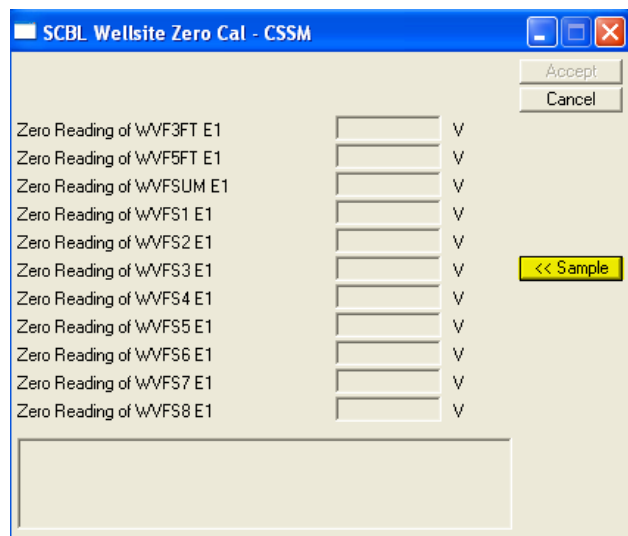 SCBL Wellsite Zero Cal - CSSM
Accept
Cancel
Zero Reading of WVF3FT E1 V
Zero Reading of WVF5FT E1 V
Zero Reading of WVFSUM E1 V
Zero Reading of WVFS1 E1 V
Zero Reading of WVFS2 E1 V
Zero Reading of WVFS3 E1 V << Sample
Zero Reading of WVFS4 E1 V
Zero Reading of WVFS5 E1 V
Zero Reading of WVFS6 E1 V
Zero Reading of WVFS7 E1 V
Zero Reading of WVFS8 E1 V